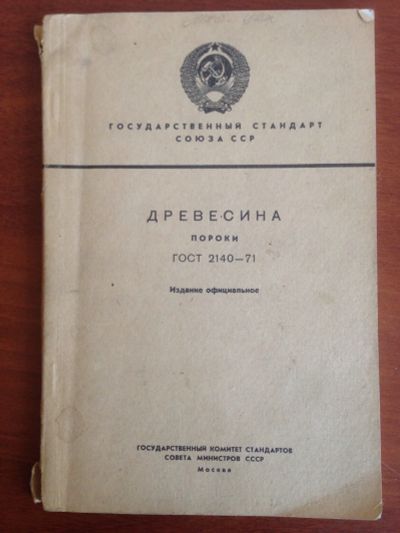 ГОСУДАРСТВЕННЫЙ СТАНДАРТ
СОЮЗА ССР
ДРЕВЕСИНА
ПОРОКИ
ГОСТ 2140—71
Издание официальное
ГОСУДАРСТВЕННЫЙ КОМИТЕТ СТАНДАРТОВ
СОВЕТА МИНИСТРОВ СССР
Москва